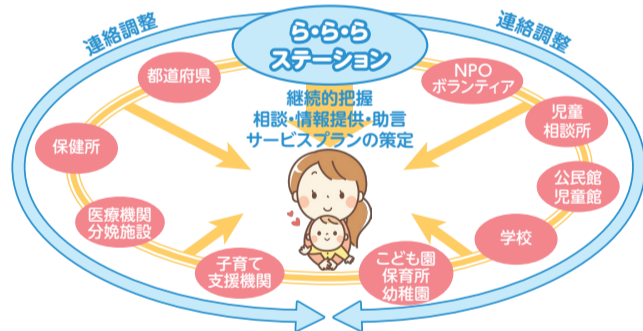 ら・ら・ら
ステーション
連絡調整
連絡調整
継続的把握
相談・情報提供・助言
サービスプランの策定
都道府県
保健所
医療機関
分娩施設
子育て
支援機関
NPO
ボランティア
児童
相談所
公民館
児童館
学校
こども園
保育所
幼稚園